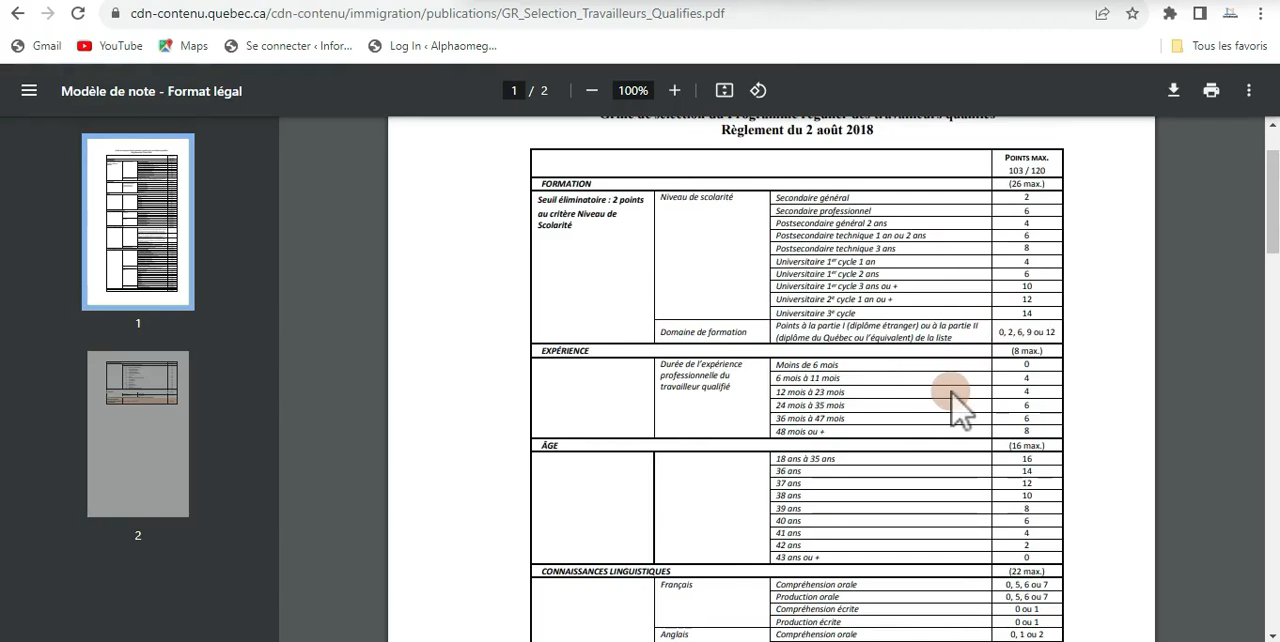 cdn-contenu.quebec.ca/cdn-contenu/immigration/publications/GR_Selection_Travailleurs_Qualifies.pdf
Gmail YouTube Maps Se connecter ‹ Infor... Log In ‹ Alphaomeg... Tous les favoris
Modèle de note - Format légal 1 / 2 100%
Grille de sélection du Programme régulier des travailleurs qualifiés
Règlement du 2 août 2018
POINTS MAX.
103 / 120
FORMATION (26 max.)
Seuil éliminatoire : 2 points
au critère Niveau de
Scolarité
Niveau de scolarité
Secondaire général 2
Secondaire professionnel 6
Postsecondaire général 2 ans 4
Postsecondaire technique 1 an ou 2 ans 6
Postsecondaire technique 3 ans 8
Universitaire 1er cycle 1 an 4
Universitaire 1er cycle 2 ans 6
Universitaire 1er cycle 3 ans ou + 10
Universitaire 2e cycle 1 an ou + 12
Universitaire 3e cycle 14
Domaine de formation
Points à la partie I (diplôme étranger) ou à la partie II
(diplôme du Québec ou l'équivalent) de la liste
0, 2, 6, 9 ou 12
EXPÉRIENCE (8 max.)
Durée de l'expérience
professionnelle du
travailleur qualifié
Moins de 6 mois 0
6 mois à 11 mois 4
12 mois à 23 mois 4
24 mois à 35 mois 6
36 mois à 47 mois 6
48 mois ou + 8
ÂGE (16 max.)
18 ans à 35 ans 16
36 ans 14
37 ans 12
38 ans 10
39 ans 8
40 ans 6
41 ans 4
42 ans 2
43 ans ou + 0
CONNAISSANCES LINGUISTIQUES (22 max.)
Français Compréhension orale 0, 5, 6 ou 7
Production orale 0, 5, 6 ou 7
Compréhension écrite 0 ou 1
Production écrite 0 ou 1
Anglais Compréhension orale 0, 1 ou 2
1
2